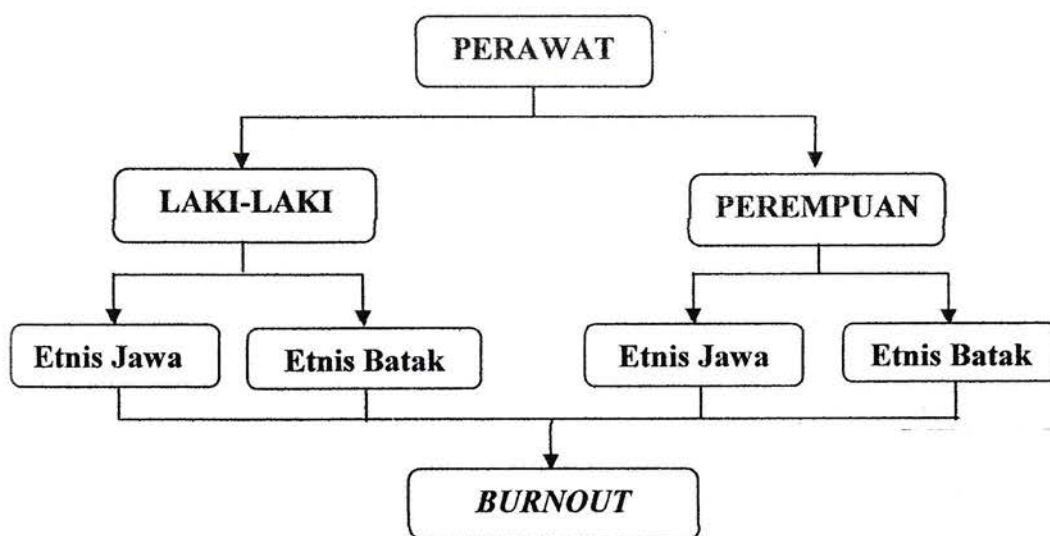 PERAWAT
LAKI-LAKI
PEREMPUAN
Etnis Jawa
Etnis Batak
Etnis Jawa
Etnis Batak
BURNOUT